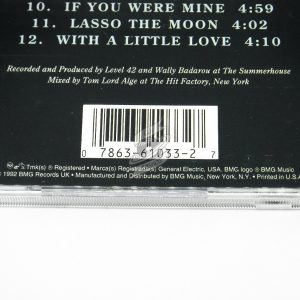 10. IF YOU WERE MINE 4:59
11. LASSO THE MOON 4:02
12. WITH A LITTLE LOVE 4:10
Recorded and Produced by Level 42 and Wally Badarou at The Summerhouse
Mixed by Tom Lord Alge at The Hit Factory, New York
0 7863-61033-2 7
Tmk(s) ® Registered • Marca(s) Registrada(s) General Electric, USA. BMG logo ® BMG Music
© 1992 BMG Records UK • Manufactured and Distributed by BMG Music, New York, N.Y. • Printed in U.S.A.